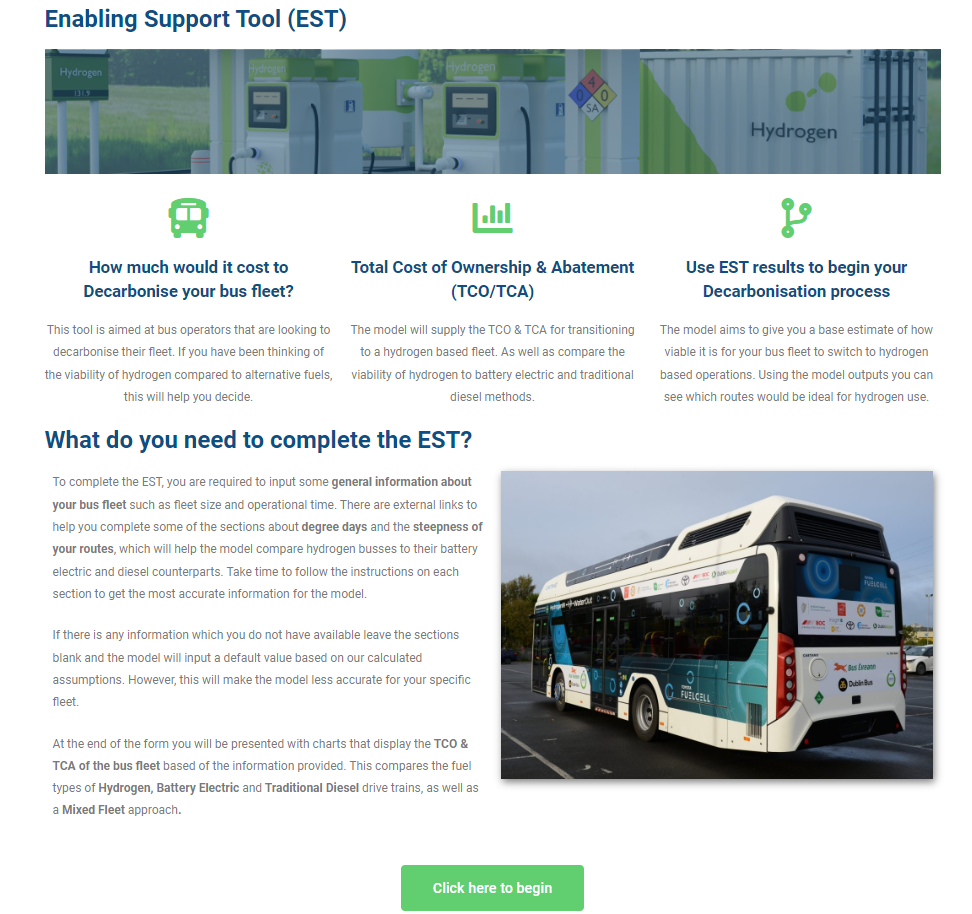 Enabling Support Tool (EST)
Hydrogen
Hydrogen
Hydrogen
4
0 0
SA
Hydrogen
How much would it cost to
Decarbonise your bus fleet?
This tool is aimed at bus operators that are looking to
decarbonise their fleet. If you have been thinking of
the viability of hydrogen compared to alternative fuels,
this will help you decide.
Total Cost of Ownership & Abatement
(TCO/TCA)
The model will supply the TCO & TCA for transitioning
to a hydrogen based fleet. As well as compare the
viability of hydrogen to battery electric and traditional
diesel methods.
Use EST results to begin your
Decarbonisation process
The model aims to give you a base estimate of how
viable it is for your bus fleet to switch to hydrogen
based operations. Using the model outputs you can
see which routes would be ideal for hydrogen use.
What do you need to complete the EST?
To complete the EST, you are required to input some general information about
your bus fleet such as fleet size and operational time. There are external links to
help you complete some of the sections about degree days and the steepness of
your routes, which will help the model compare hydrogen busses to their battery
electric and diesel counterparts. Take time to follow the instructions on each
section to get the most accurate information for the model.
If there is any information which you do not have available leave the sections
blank and the model will input a default value based on our calculated
assumptions. However, this will make the model less accurate for your specific
fleet.
At the end of the form you will be presented with charts that display the TCO &
TCA of the bus fleet based of the information provided. This compares the fuel
types of Hydrogen, Battery Electric and Traditional Diesel drive trains, as well as
a Mixed Fleet approach.
FUELCELL
BOC
Bus Éireann
Dublin Bus
TOYOTA
FUELCELL
Click here to begin